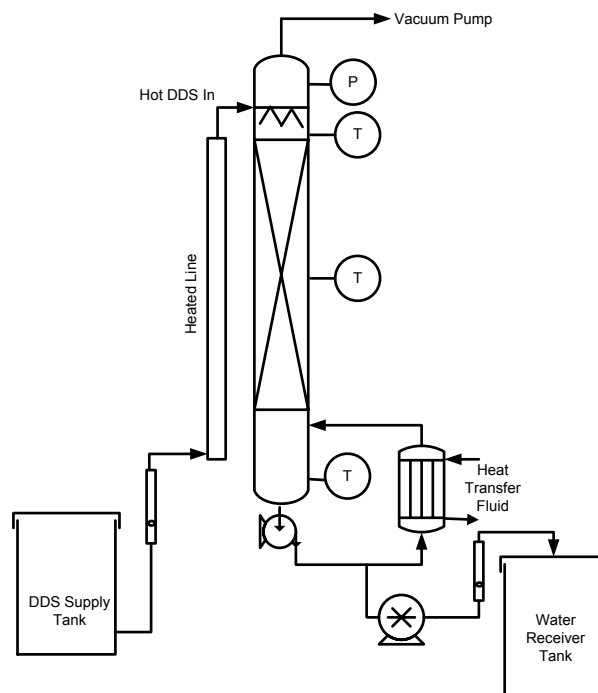 Vacuum Pump
P
Hot DDS In
T
Heated Line
T
Heat
Transfer
Fluid
T
DDS Supply
Tank
Water
Receiver
Tank